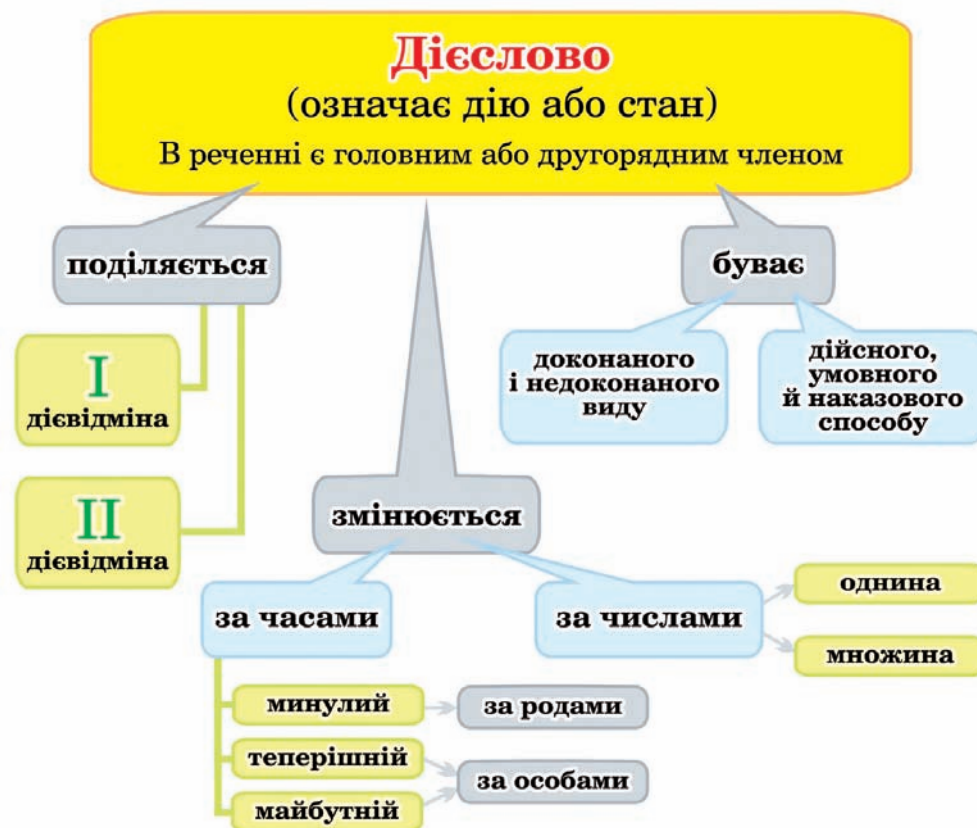 Дієслово
(означає дію або стан)
В реченні є головним або другорядним членом
поділяється
буває
І
дієвідміна
ІІ
дієвідміна
доконаного
і недоконаного
виду
дійсного,
умовного
й наказового
способу
змінюється
за часами
за числами
однина
множина
минулий
за родами
теперішній
за особами
майбутній